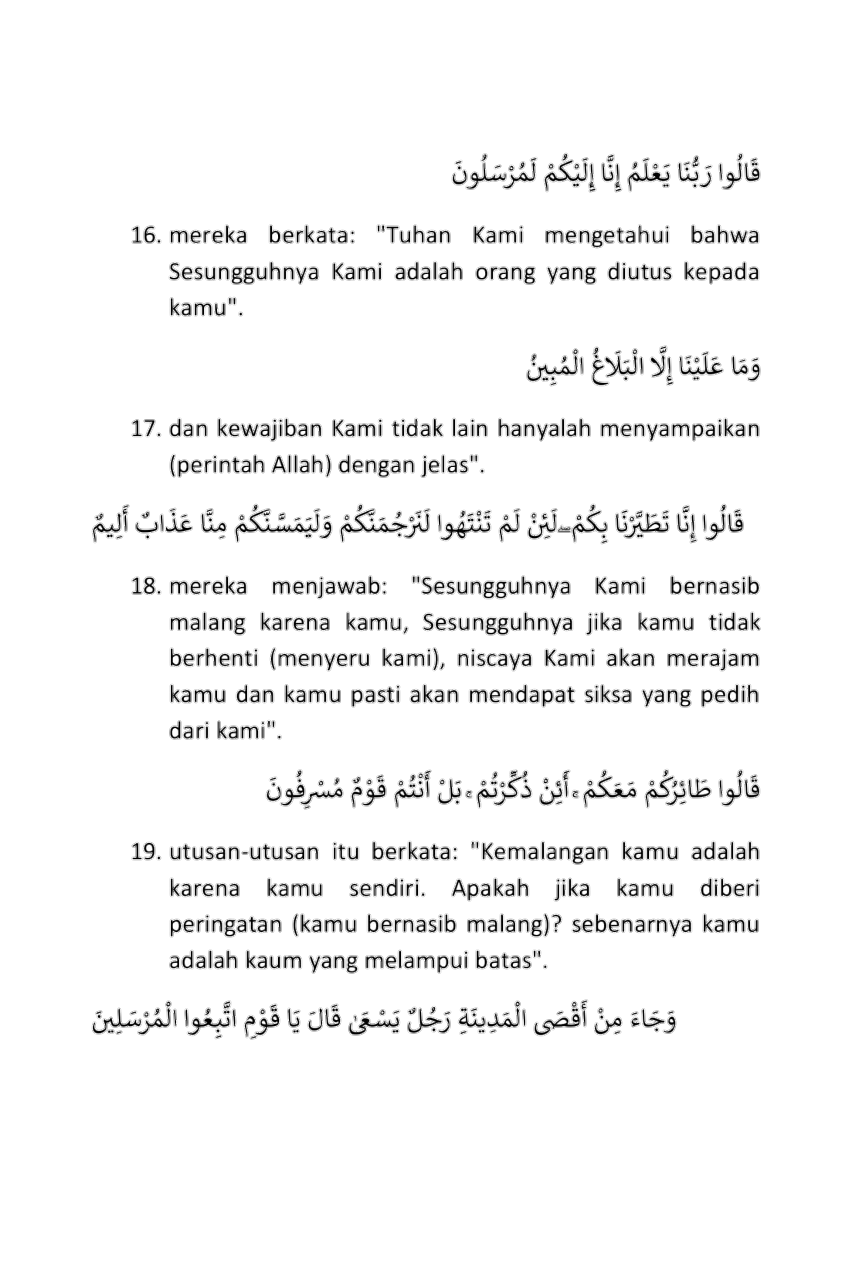 قَالُوا رَبُّنَا يَعْلَمُ إِنَّا إِلَيْكُمْ لَمُرْسَلُونَ
16. mereka berkata: "Tuhan Kami mengetahui bahwa
Sesungguhnya Kami adalah orang yang diutus kepada
kamu".
وَمَا عَلَيْنَا إِلَّا الْبَلَاغُ الْمُبِينُ
17. dan kewajiban Kami tidak lain hanyalah menyampaikan
(perintah Allah) dengan jelas".
قَالُوا إِنَّا تَطَيَّرْنَا بِكُمْ ۖ لَئِنْ لَمْ تَنْتَهُوا لَنَرْجُمَنَّكُمْ وَلَيَمَسَّنَّكُمْ مِنَّا عَذَابٌ أَلِيمٌ
18. mereka menjawab: "Sesungguhnya Kami bernasib
malang karena kamu, Sesungguhnya jika kamu tidak
berhenti (menyeru kami), niscaya Kami akan merajam
kamu dan kamu pasti akan mendapat siksa yang pedih
dari kami".
قَالُوا طَائِرُكُمْ مَعَكُمْ ۚ أَئِنْ ذُكِّرْتُمْ ۚ بَلْ أَنْتُمْ قَوْمٌ مُسْرِفُونَ
19. utusan-utusan itu berkata: "Kemalangan kamu adalah
karena kamu sendiri. Apakah jika kamu diberi
peringatan (kamu bernasib malang)? sebenarnya kamu
adalah kaum yang melampui batas".
وَجَاءَ مِنْ أَقْصَى الْمَدِينَةِ رَجُلٌ يَسْعَىٰ قَالَ يَا قَوْمِ اتَّبِعُوا الْمُرْسَلِينَ